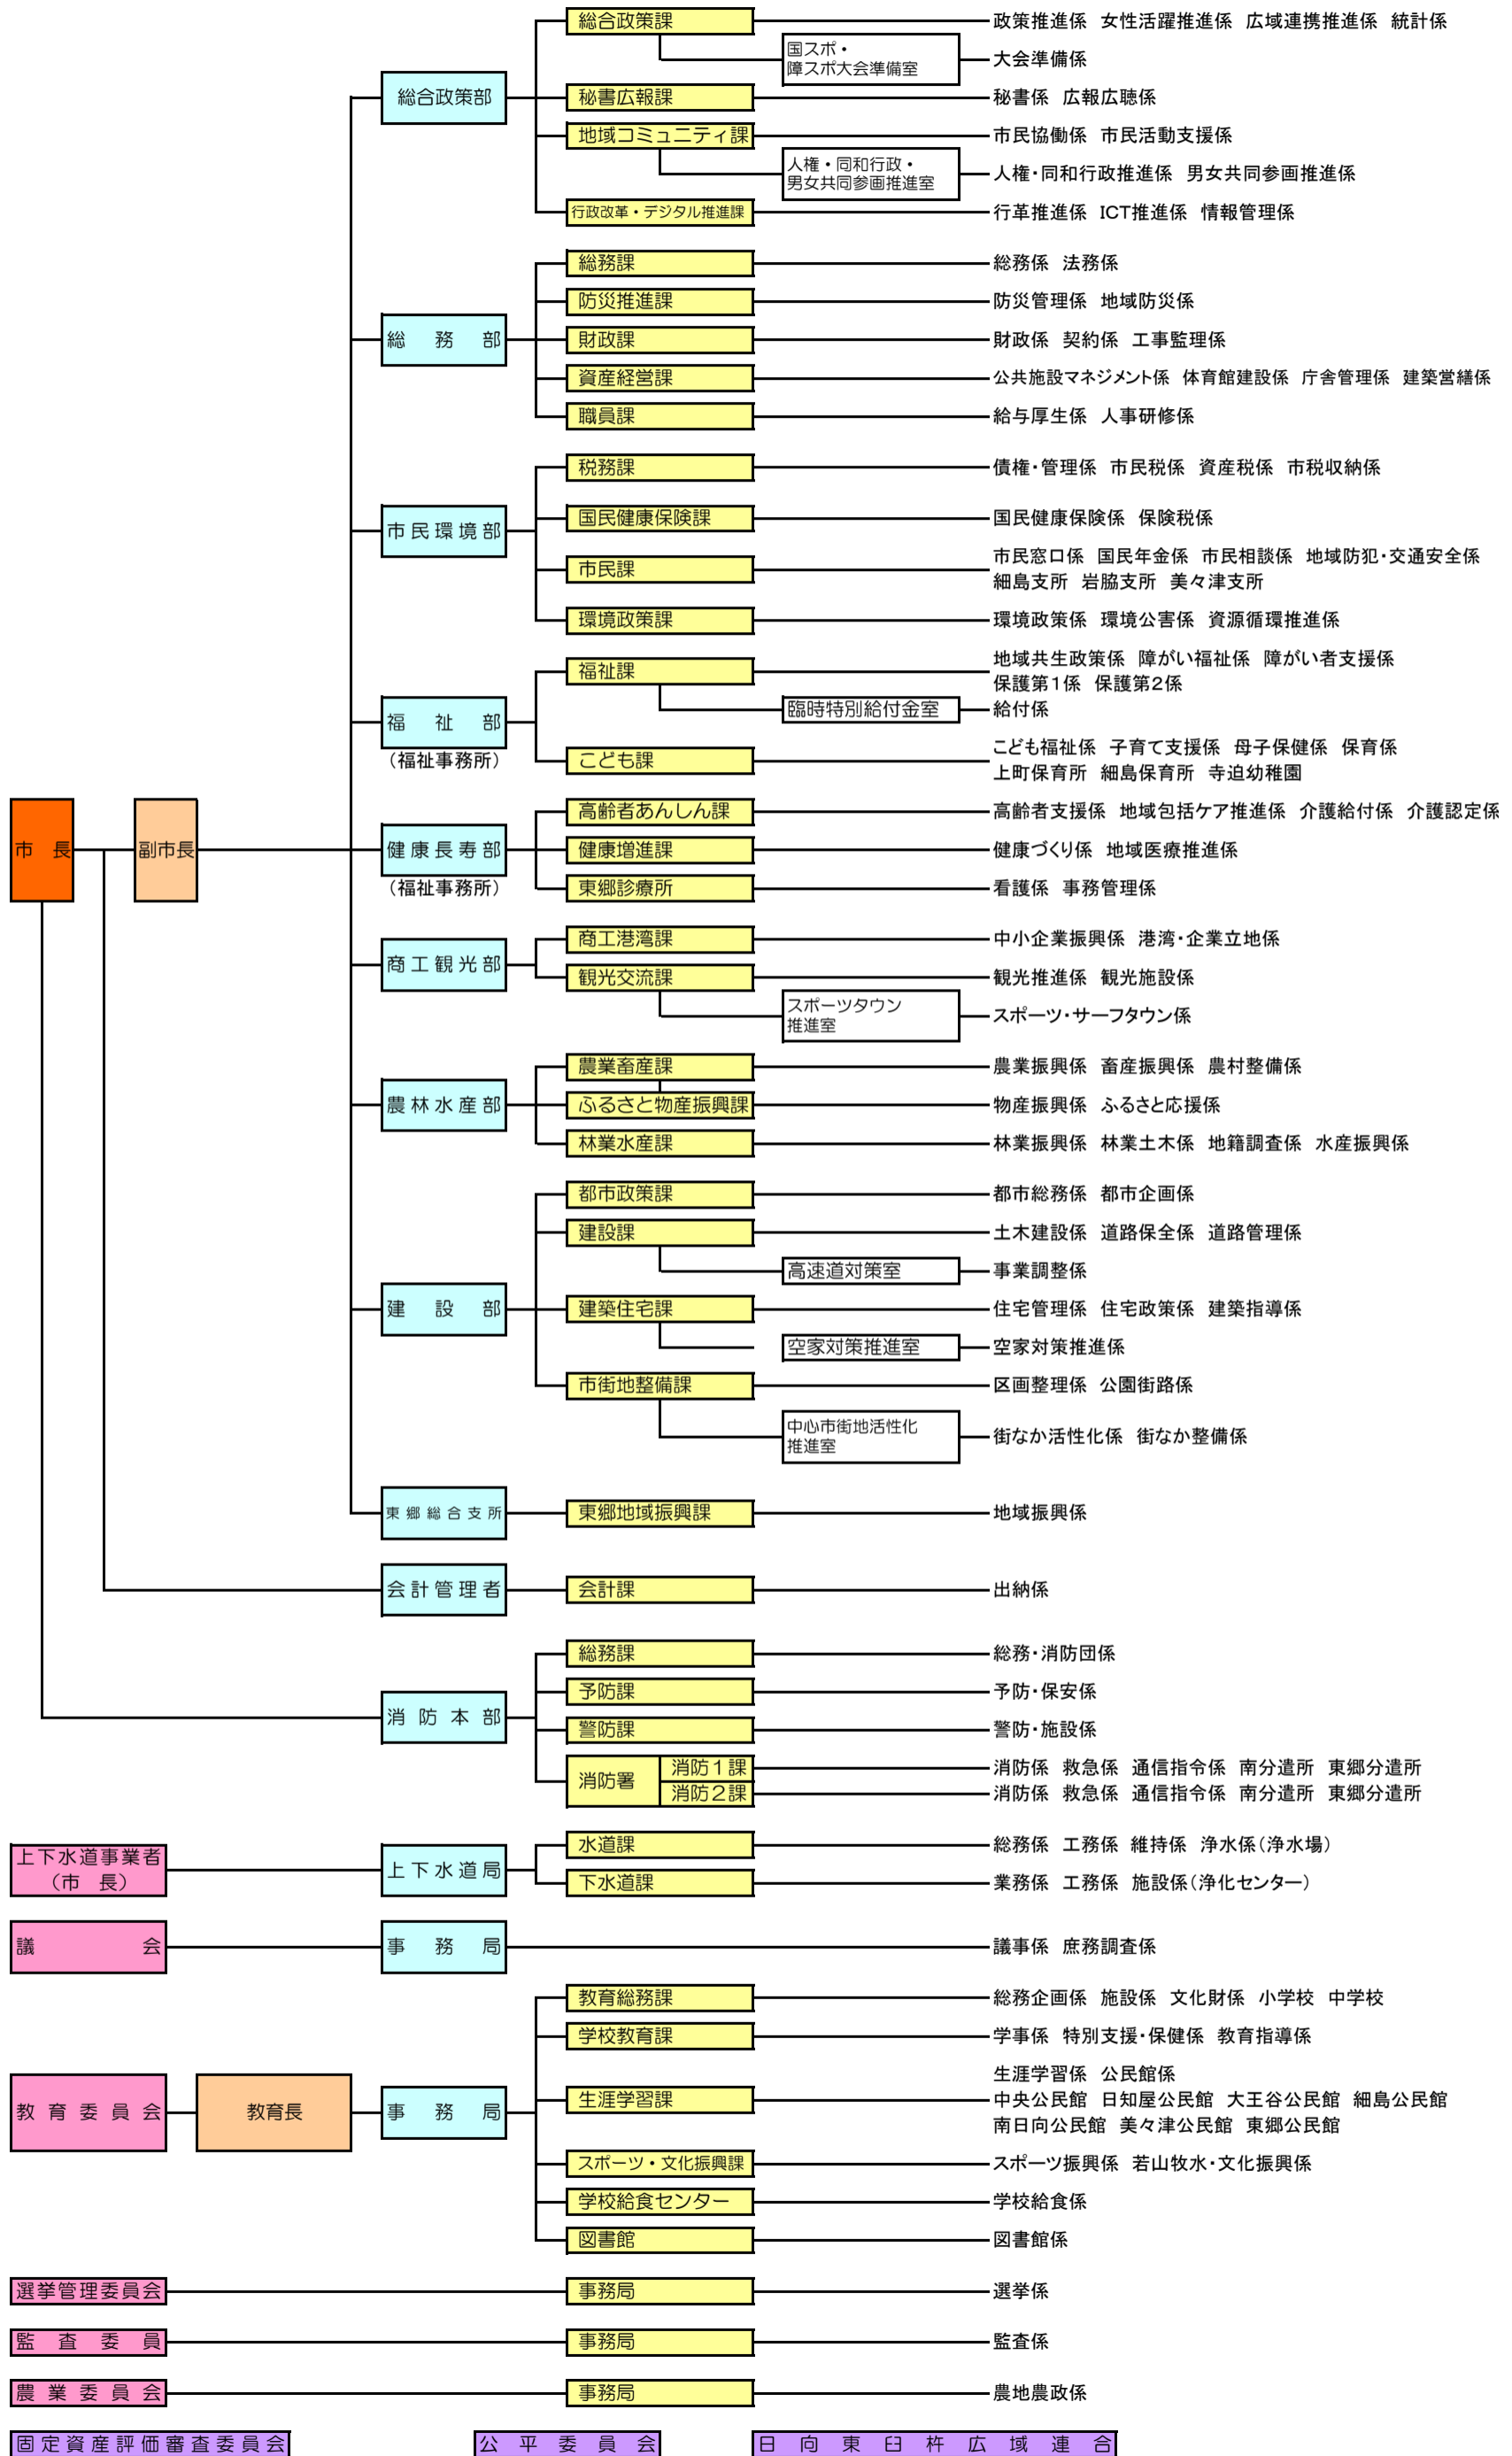 総合政策課 政策推進係 女性活躍推進係 広域連携推進係 統計係
国スポ・
障スポ大会準備室 大会準備係
総合政策部 秘書広報課 秘書係 広報広聴係
地域コミュニティ課 市民協働係 市民活動支援係
人権・同和行政・
男女共同参画推進室 人権・同和行政推進係 男女共同参画推進係
行政改革・デジタル推進課 行革推進係 ICT推進係 情報管理係
総務課 総務係 法務係
防災推進課 防災管理係 地域防災係
総務部 財政課 財政係 契約係 工事監理係
資産経営課 公共施設マネジメント係 体育館建設係 庁舎管理係 建築営繕係
職員課 給与厚生係 人事研修係
税務課 債権・管理係 市民税係 資産税係 市税収納係
市民環境部 国民健康保険課 国民健康保険係 保険税係
市民課 市民窓口係 国民年金係 市民相談係 地域防犯・交通安全係
細島支所 岩脇支所 美々津支所
環境政策課 環境政策係 環境公害係 資源循環推進係
福祉課 地域共生政策係 障がい福祉係 障がい者支援係
保護第1係 保護第2係
福祉部 臨時特別給付金室 給付係
(福祉事務所) こども課 こども福祉係 子育て支援係 母子保健係 保育係
上町保育所 細島保育所 寺迫幼稚園
高齢者あんしん課 高齢者支援係 地域包括ケア推進係 介護給付係 介護認定係
市長 副市長 健康長寿部 健康増進課 健康づくり係 地域医療推進係
(福祉事務所) 東郷診療所 看護係 事務管理係
商工港湾課 中小企業振興係 港湾・企業立地係
商工観光部 観光交流課 観光推進係 観光施設係
スポーツタウン
推進室 スポーツ・サーフタウン係
農業畜産課 農業振興係 畜産振興係 農村整備係
農林水産部 ふるさと物産振興課 物産振興係 ふるさと応援係
林業水産課 林業振興係 林業土木係 地籍調査係 水産振興係
都市政策課 都市総務係 都市企画係
建設課 土木建設係 道路保全係 道路管理係
高速道対策室 事業調整係
建設部 建築住宅課 住宅管理係 住宅政策係 建築指導係
空家対策推進室 空家対策推進係
市街地整備課 区画整理係 公園街路係
中心市街地活性化
推進室 街なか活性化係 街なか整備係
東郷総合支所 東郷地域振興課 地域振興係
会計管理者 会計課 出納係
総務課 総務・消防団係
予防課 予防・保安係
消防本部 警防課 警防・施設係
消防署 消防1課 消防係 救急係 通信指令係 南分遣所 東郷分遣所
消防2課 消防係 救急係 通信指令係 南分遣所 東郷分遣所
上下水道事業者
(市長) 上下水道局 水道課 総務係 工務係 維持係 浄水係(浄水場)
下水道課 業務係 工務係 施設係(浄化センター)
議会 事務局 議事係 庶務調査係
教育総務課 総務企画係 施設係 文化財係 小学校 中学校
学校教育課 学事係 特別支援・保健係 教育指導係
教育委員会 教育長 事務局 生涯学習課 生涯学習係 公民館係
中央公民館 日知屋公民館 大王谷公民館 細島公民館
南日向公民館 美々津公民館 東郷公民館
スポーツ・文化振興課 スポーツ振興係 若山牧水・文化振興係
学校給食センター 学校給食係
図書館 図書館係
選挙管理委員会 事務局 選挙係
監査委員 事務局 監査係
農業委員会 事務局 農地農政係
固定資産評価審査委員会 公平委員会 日向東臼杵広域連合